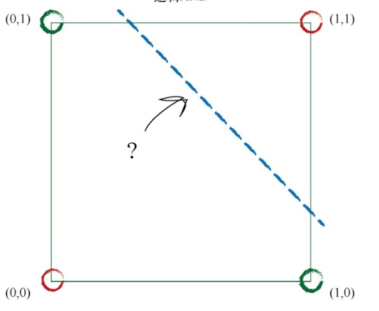 (0,1) (1,1)
?
(0,0) (1,0)